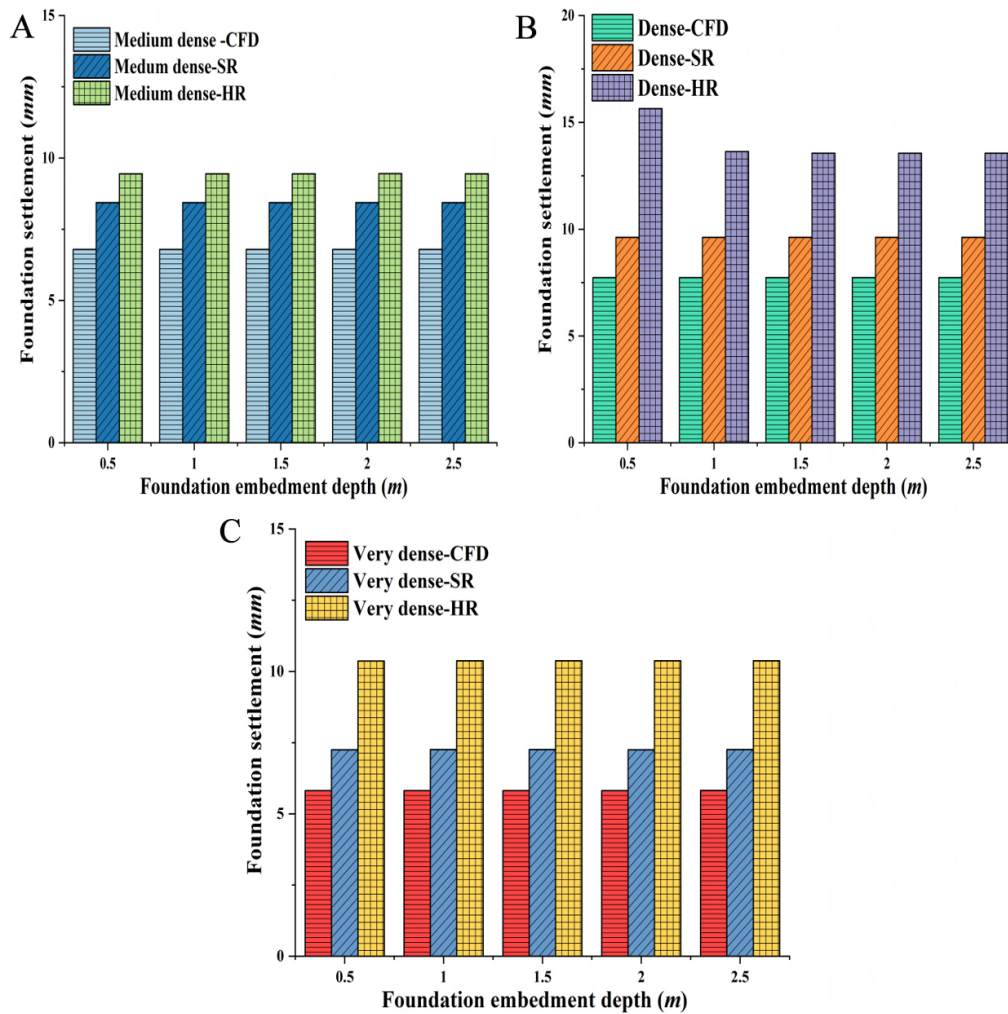 A
Medium dense -CFD
Medum dense-SR
Medium dense-HR
15
10
5
0
Foundation settlement (mm)
0.5 1 1.5 2 2.5
Foundation embedment depth (m)
B
Dense-CFD
Dense-SR
Dense-HR
20
15
10
5
0
Foundation settlement (mm)
0.5 1 1.5 2 2.5
Foundation embedment depth (m)
C
Very dense-CFD
Very dense-SR
Very dense-HR
15
10
5
0
Foundation settlement (mm)
0.5 1 1.5 2 2.5
Foundation embedment depth (m)